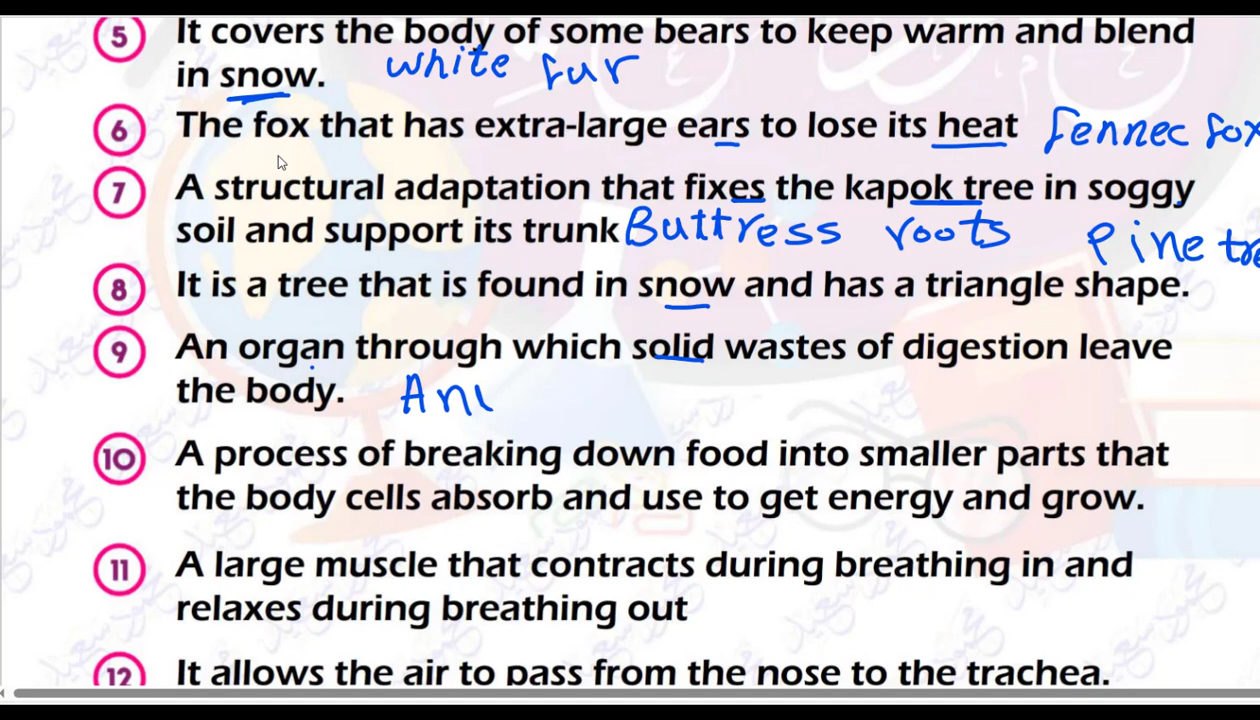 5 It covers the body of some bears to keep warm and blend
in snow. white fur
6 The fox that has extra-large ears to lose its heat Fennec fox
7 A structural adaptation that fixes the kapok tree in soggy
soil and support its trunk Buttress roots Pine tre
8 It is a tree that is found in snow and has a triangle shape.
9 An organ through which solid wastes of digestion leave
the body. Anu
10 A process of breaking down food into smaller parts that
the body cells absorb and use to get energy and grow.
11 A large muscle that contracts during breathing in and
relaxes during breathing out
12 It allows the air to pass from the nose to the trachea.